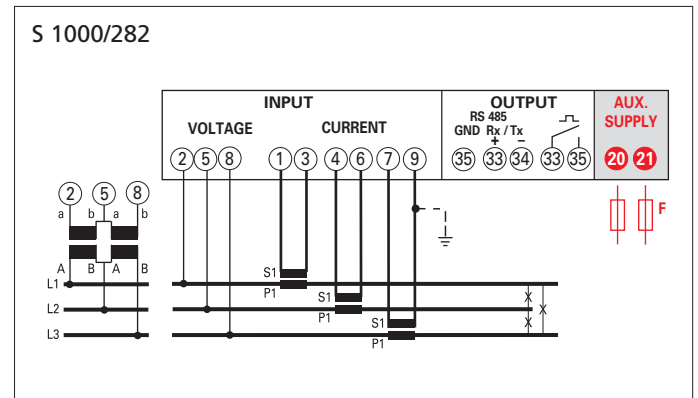 S 1000/282
INPUT
OUTPUT
AUX.
SUPPLY
VOLTAGE
CURRENT
RS 485
GND Rx / Tx
+ −
2 5 8 1 3 4 6 7 9 35 33 34 33 35 20 21
2 5 8
a b a b
F
A B A B
S1
L1
P1
S1
L2
P1
S1
L3
P1
X
X
X